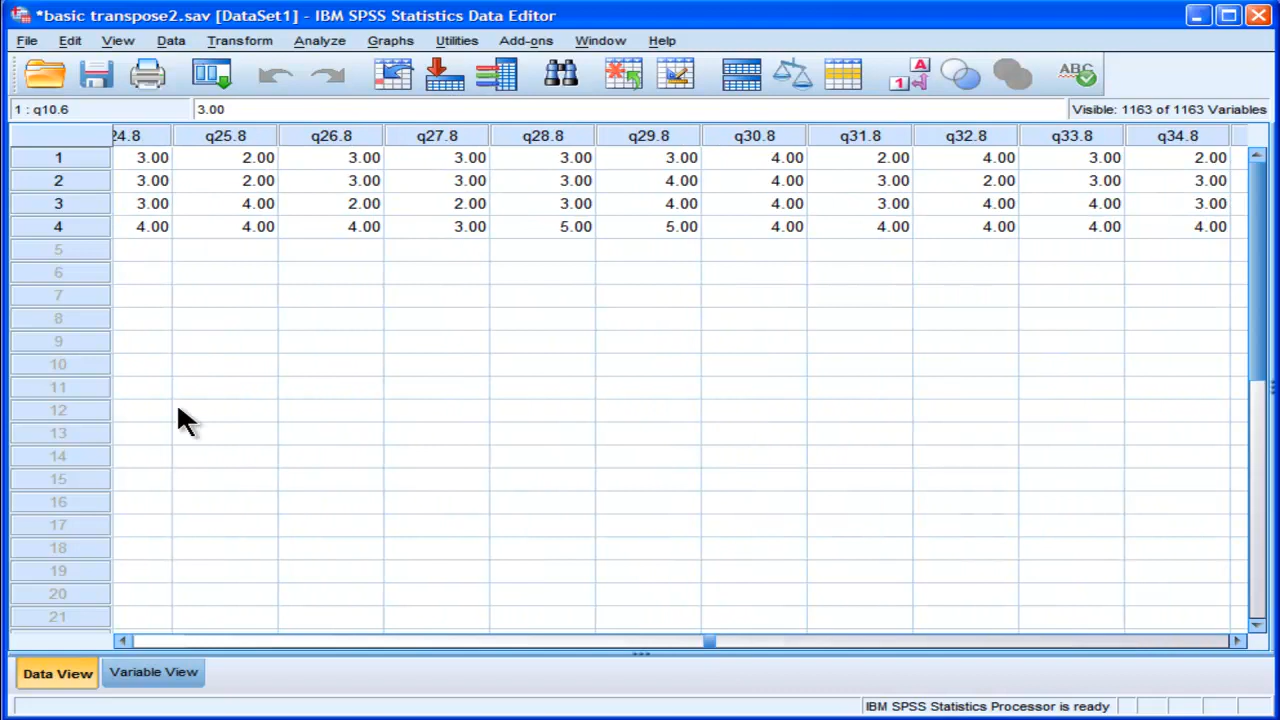 *basic transpose2.sav [DataSet1] - IBM SPSS Statistics Data Editor
File Edit View Data Transform Analyze Graphs Utilities Add-ons Window Help
1 A
ABC
1 : q10.6 3.00 Visible: 1163 of 1163 Variables
24.8 q25.8 q26.8 q27.8 q28.8 q29.8 q30.8 q31.8 q32.8 q33.8 q34.8
1 3.00 2.00 3.00 3.00 3.00 3.00 4.00 2.00 4.00 3.00 2.00
2 3.00 2.00 3.00 3.00 3.00 4.00 4.00 3.00 2.00 3.00 3.00
3 3.00 4.00 2.00 2.00 3.00 4.00 4.00 3.00 4.00 4.00 3.00
4 4.00 4.00 4.00 3.00 5.00 5.00 4.00 4.00 4.00 4.00 4.00
5
6
7
8
9
10
11
12
13
14
15
16
17
18
19
20
21
Data View Variable View
IBM SPSS Statistics Processor is ready